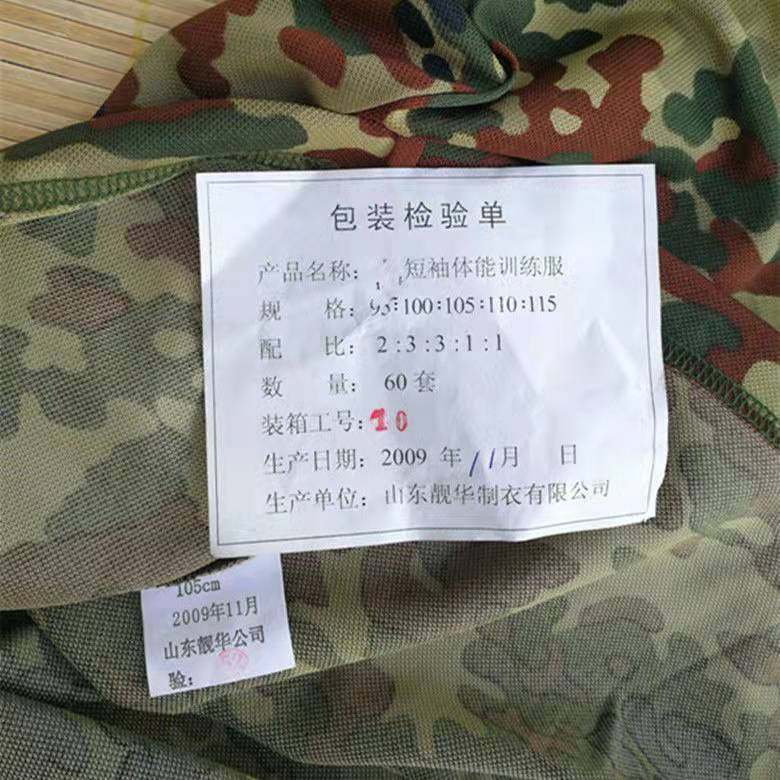 包装检验单
产品名称: 短袖体能训练服
规 格: 95:100:105:110:115
配 比: 2:3:3:1:1
数 量: 60套
装箱工号: 10
生产日期: 2009 年 11月 日
生产单位: 山东靓华制衣有限公司
105cm
2009年11月
山东靓华公司
验: